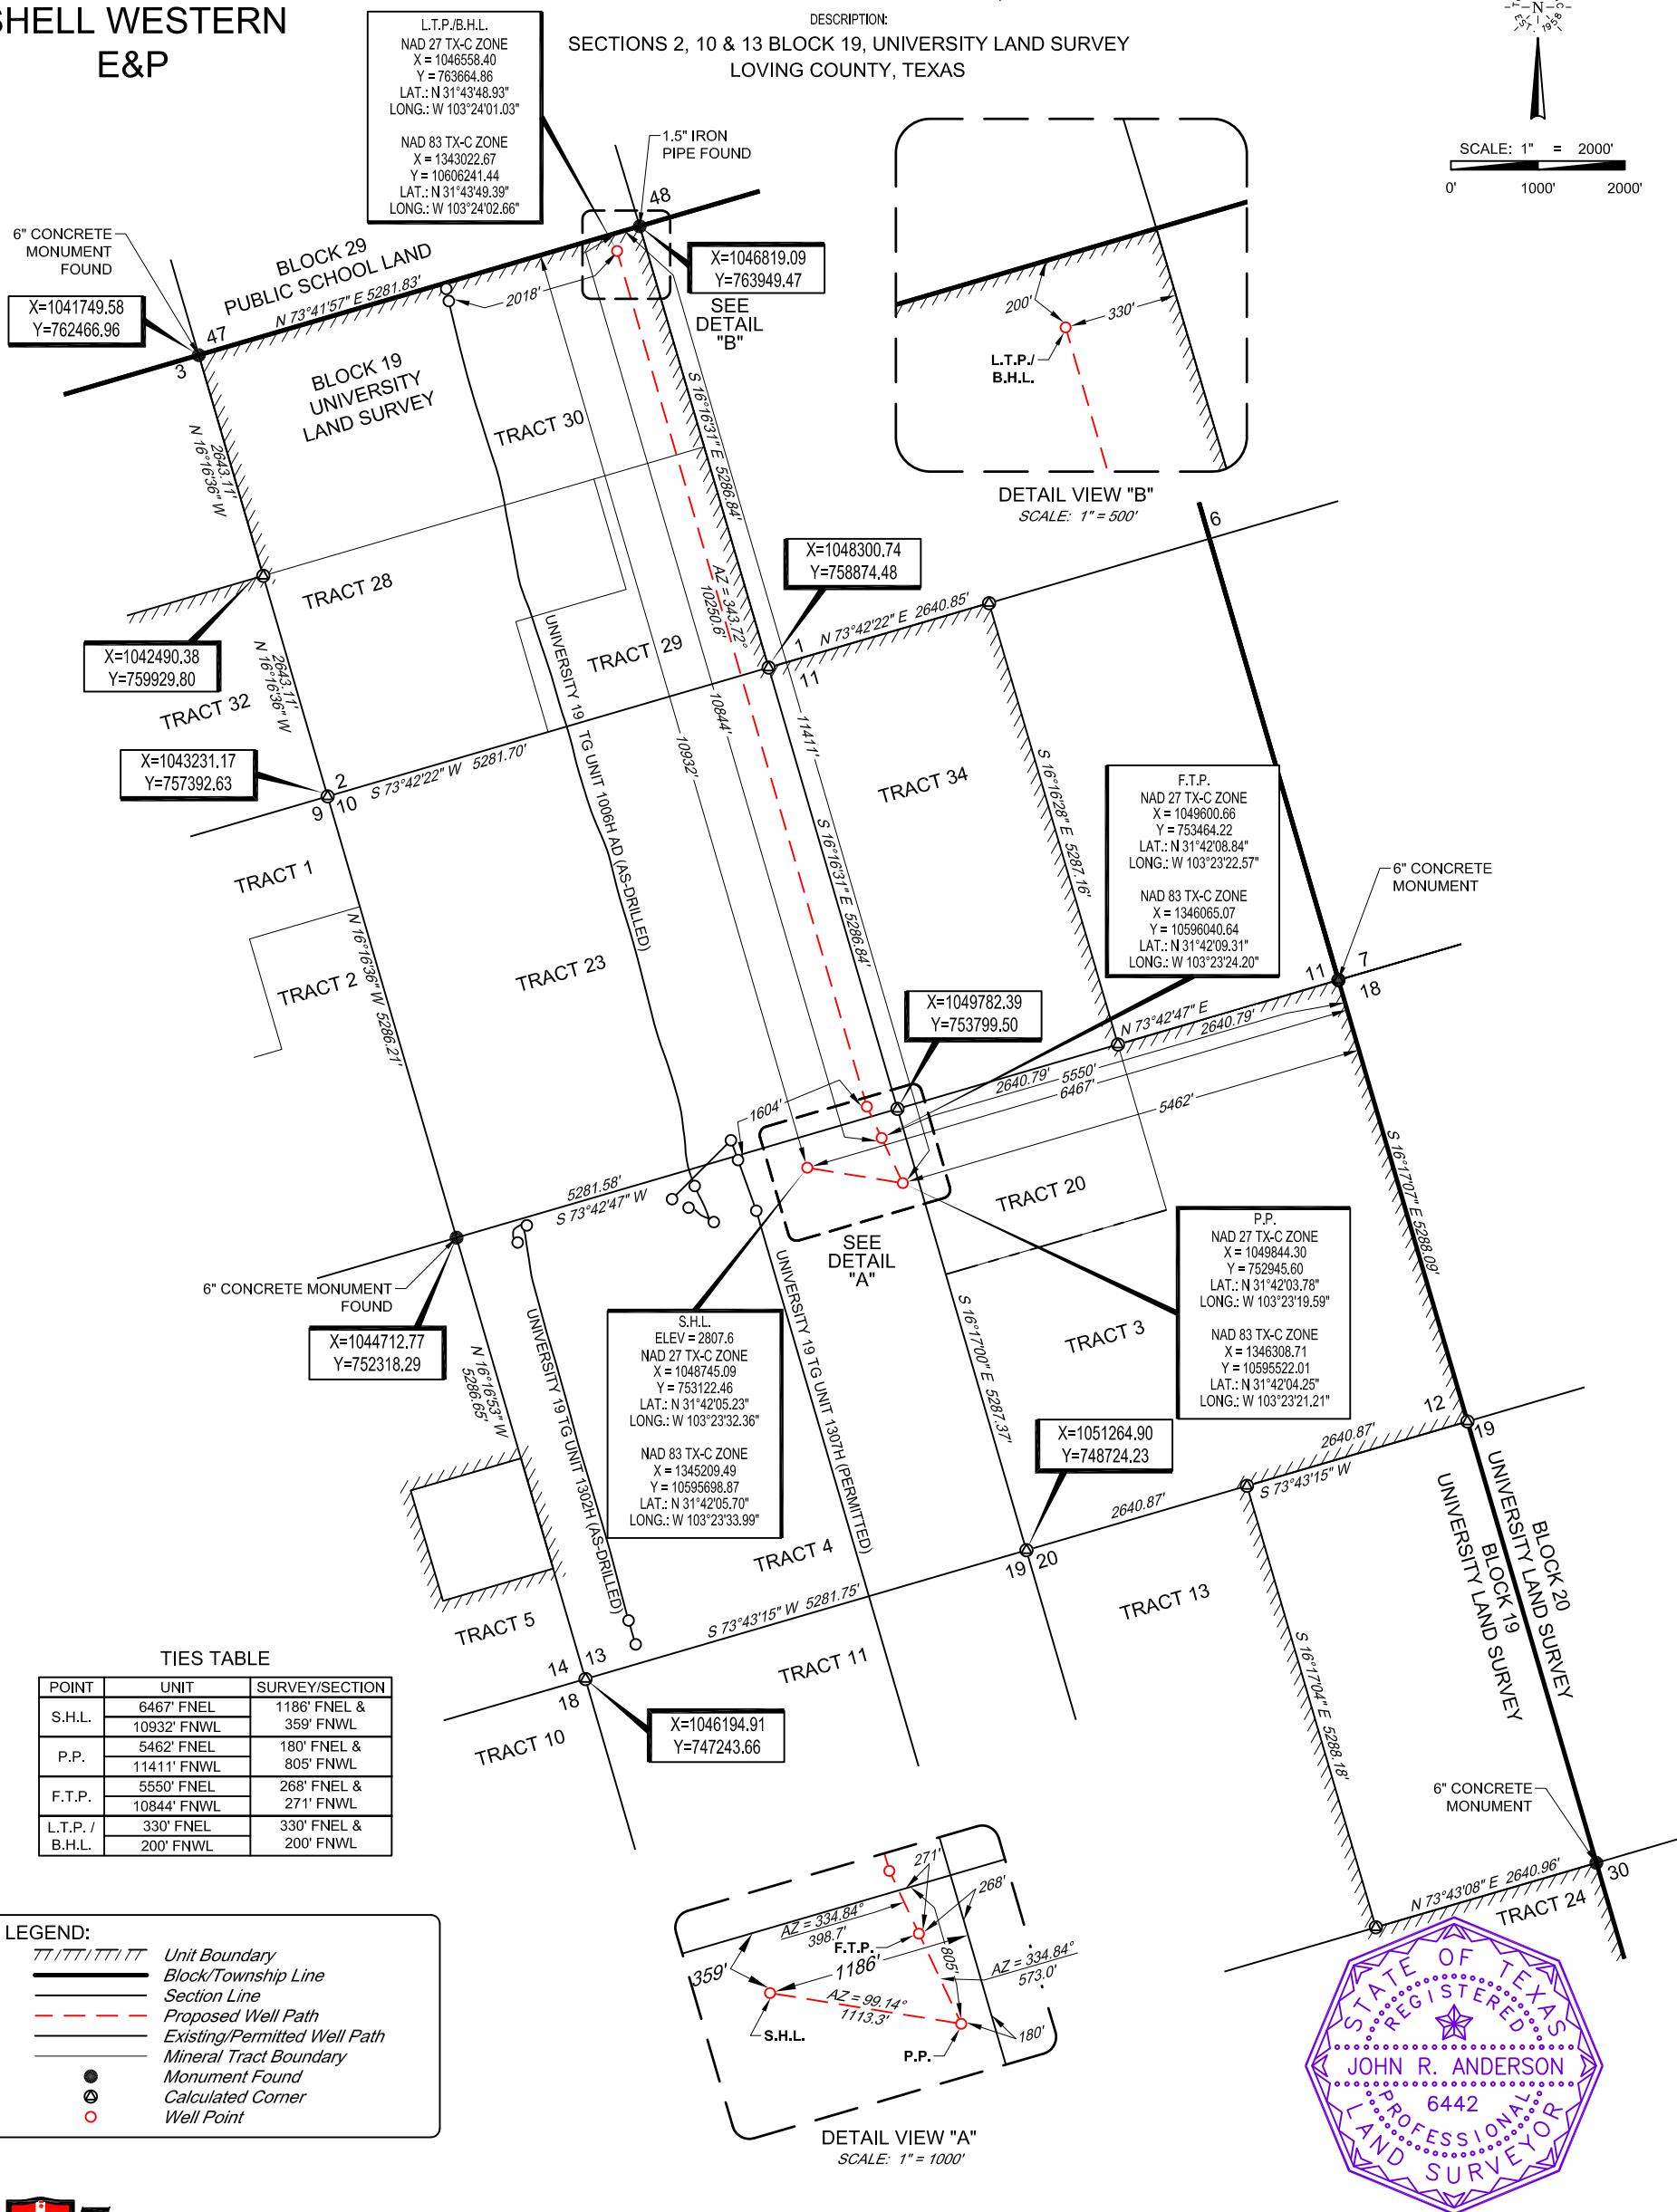 SHELL WESTERN
E&P
DESCRIPTION:
SECTIONS 2, 10 & 13 BLOCK 19, UNIVERSITY LAND SURVEY
LOVING COUNTY, TEXAS
N
EST. 1958
SCALE: 1" = 2000'
0' 1000' 2000'
L.T.P./B.H.L.
NAD 27 TX-C ZONE
X = 1046558.40
Y = 763664.86
LAT.: N 31°43'48.93"
LONG.: W 103°24'01.03"
NAD 83 TX-C ZONE
X = 1343022.67
Y = 10606241.44
LAT.: N 31°43'49.39"
LONG.: W 103°24'02.66"
1.5" IRON
PIPE FOUND
48
6" CONCRETE
MONUMENT
FOUND
BLOCK 29
PUBLIC SCHOOL LAND
N 73°41'57" E 5281.83'
X=1041749.58
Y=762466.96
47
3
2018'
X=1046819.09
Y=763949.47
SEE
DETAIL
"B"
200'
330'
L.T.P./
B.H.L.
DETAIL VIEW "B"
SCALE: 1" = 500'
BLOCK 19
UNIVERSITY
LAND SURVEY
TRACT 30
2643.11'
N 16°16'36" W
S 16°16'31" E 5286.84'
6
X=1048300.74
Y=758874.48
TRACT 28
AZ = 343.72°
10250.6'
N 73°42'22" E 2640.85'
1
11
TRACT 29
X=1042490.38
Y=759929.80
2643.11'
N 16°16'36" W
TRACT 32
UNIVERSITY 19 TG UNIT 1006H AD (AS-DRILLED)
10932'
10844'
11411'
X=1043231.17
Y=757392.63
2
9 10
S 73°42'22" W 5281.70'
TRACT 34
S 16°16'28" E 5287.16'
F.T.P.
NAD 27 TX-C ZONE
X = 1049600.66
Y = 753464.22
LAT.: N 31°42'08.84"
LONG.: W 103°23'22.57"
NAD 83 TX-C ZONE
X = 1346065.07
Y = 10596040.64
LAT.: N 31°42'09.31"
LONG.: W 103°23'24.20"
6" CONCRETE
MONUMENT
TRACT 1
N 16°16'36" W 5286.21'
TRACT 2
TRACT 23
S 16°16'31" E 5286.84'
11
7
18
X=1049782.39
Y=753799.50
N 73°42'47" E
2640.79'
2640.79'
5550'
6467'
5462'
1604'
5281.58'
S 73°42'47" W
TRACT 20
S 16°17'07" E 5288.09'
SEE
DETAIL
"A"
P.P.
NAD 27 TX-C ZONE
X = 1049844.30
Y = 752945.60
LAT.: N 31°42'03.78"
LONG.: W 103°23'19.59"
NAD 83 TX-C ZONE
X = 1346308.71
Y = 10595522.01
LAT.: N 31°42'04.25"
LONG.: W 103°23'21.21"
6" CONCRETE MONUMENT
FOUND
X=1044712.77
Y=752318.29
S.H.L.
ELEV = 2807.6
NAD 27 TX-C ZONE
X = 1048745.09
Y = 753122.46
LAT.: N 31°42'05.23"
LONG.: W 103°23'32.36"
NAD 83 TX-C ZONE
X = 1345209.49
Y = 10595698.87
LAT.: N 31°42'05.70"
LONG.: W 103°23'33.99"
N 16°16'53" W
5286.65'
UNIVERSITY 19 TG UNIT 1302H (AS-DRILLED)
UNIVERSITY 19 TG UNIT 1307H (PERMITTED)
S 16°17'00" E 5287.37'
TRACT 3
X=1051264.90
Y=748724.23
12
19
2640.87'
S 73°43'15" W
2640.87'
UNIVERSITY LAND SURVEY
BLOCK 19
BLOCK 20
UNIVERSITY LAND SURVEY
TRACT 4
19 20
TRACT 5
S 73°43'15" W 5281.75'
TRACT 13
14 13
18
TRACT 11
TRACT 10
X=1046194.91
Y=747243.66
S 16°17'04" E 5288.18'
6" CONCRETE
MONUMENT
30
N 73°43'08" E 2640.96'
TRACT 24
TIES TABLE
POINT UNIT SURVEY/SECTION
S.H.L. 6467' FNEL 1186' FNEL &
10932' FNWL 359' FNWL
P.P. 5462' FNEL 180' FNEL &
11411' FNWL 805' FNWL
F.T.P. 5550' FNEL 268' FNEL &
10844' FNWL 271' FNWL
L.T.P. / 330' FNEL 330' FNEL &
B.H.L. 200' FNWL 200' FNWL
LEGEND:
Unit Boundary
Block/Township Line
Section Line
Proposed Well Path
Existing/Permitted Well Path
Mineral Tract Boundary
Monument Found
Calculated Corner
Well Point
271'
268'
AZ = 334.84°
398.7'
F.T.P.
359'
1186'
805'
AZ = 334.84°
573.0'
AZ = 99.14°
1113.3'
S.H.L.
180'
P.P.
DETAIL VIEW "A"
SCALE: 1" = 1000'
STATE OF TEXAS
REGISTERED
JOHN R. ANDERSON
6442
PROFESSIONAL
LAND SURVEYOR